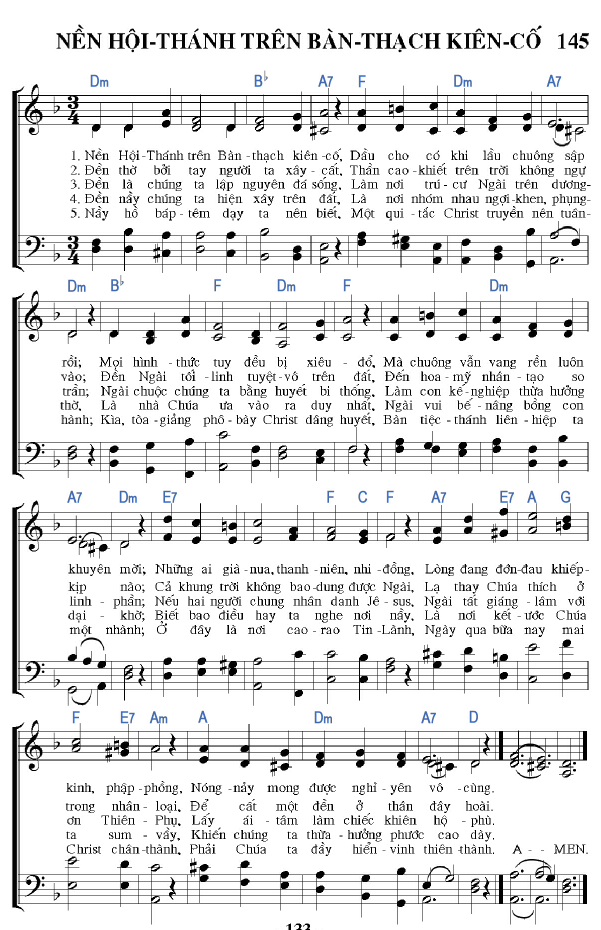 NỀN HỘI-THÁNH TRÊN BÀN-THẠCH KIÊN-CỐ 145
Dm B♭ A7 F Dm A7
1. Nền Hội-Thánh trên Bàn-thạch kiên-cố, Dầu cho có khi lầu chuông sập
2. Đền thờ bởi tay người ta xây-cất, Thần cao-khiết trên trời không ngự
3. Đền là chúng ta lập nguyên đá sống, Làm nơi trú-cư Ngài trên dương-
4. Đền nầy chúng ta hiện xây trên đất, Là nơi nhóm nhau ngợi-khen, phụng-
5. Nầy hồ báp-têm dạy ta nên biết, Một qui-tắc Christ truyền nên tuân-
Dm B♭ F Dm F Dm
rồi; Mọi hình-thức tuy đều bị xiêu-đổ, Mà chuông vẫn vang rền luôn
vào; Đền Ngài tối-linh tuyệt-vô trên đất, Đến hoa-mỹ nhân-tạo so
trần; Ngài chuộc chúng ta bằng huyết bi thống, Làm con kế-nghiệp thừa hưởng
thờ. Là nhà Chúa ưa vào ra duy nhất, Ngài vui bế-nâng bồng con
hành; Kìa, tòa-giảng phô-bày Christ dâng huyết, Bàn tiệc-thánh liên-hiệp ta
A7 Dm E7 F C F A7 E7 A G
khuyên mời; Những ai già-nua, thanh-niên, nhi-đồng, Lòng đang đơn-đau khiếp-
kịp nào; Cả khung trời không bao-dung được Ngài, Lạ thay Chúa thích ở
linh-phần; Nếu hai người chung nhân danh Jê-sus, Ngài tất giáng-lâm với
dại-khờ; Biết bao điều hay ta nghe nơi nầy, Là nơi kết-ước Chúa
một nhành; Ở đây là nơi cao-rao Tin-Lành, Ngày qua bữa nay mai
F E7 Am A Dm A7 D
kinh, phập-phồng, Nóng-nảy mong được nghỉ-yên vô-cùng.
trong nhân-loại, Để cất một đền ở thần đây hoài.
ơn Thiên-Phụ, Lấy ái-tâm làm chiếc khiên hộ-phù.
ta sum-vầy, Khiến chúng ta thừa-hưởng phước cao dày.
Christ chân-thành, Phải Chúa ta đầy hiển-vinh thiên-thành. A--MEN.
133